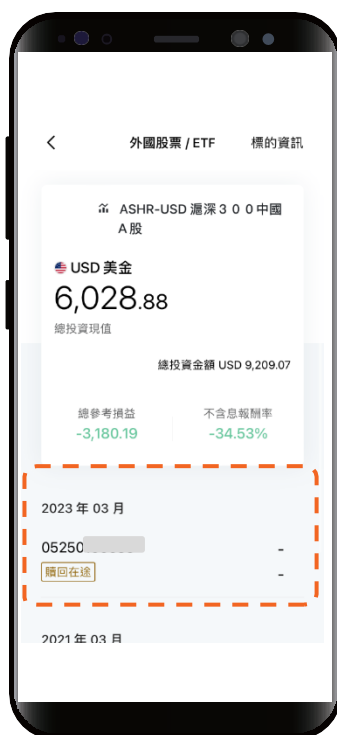 外國股票 / ETF
標的資訊
ASHR-USD 滬深３００中國
A 股
USD 美金
6,028.88
總投資現值
總投資金額 USD 9,209.07
總參考損益
不含息報酬率
-3,180.19
-34.53%
2023 年 03 月
05250
-
贖回在途
-
2021 年 03 月